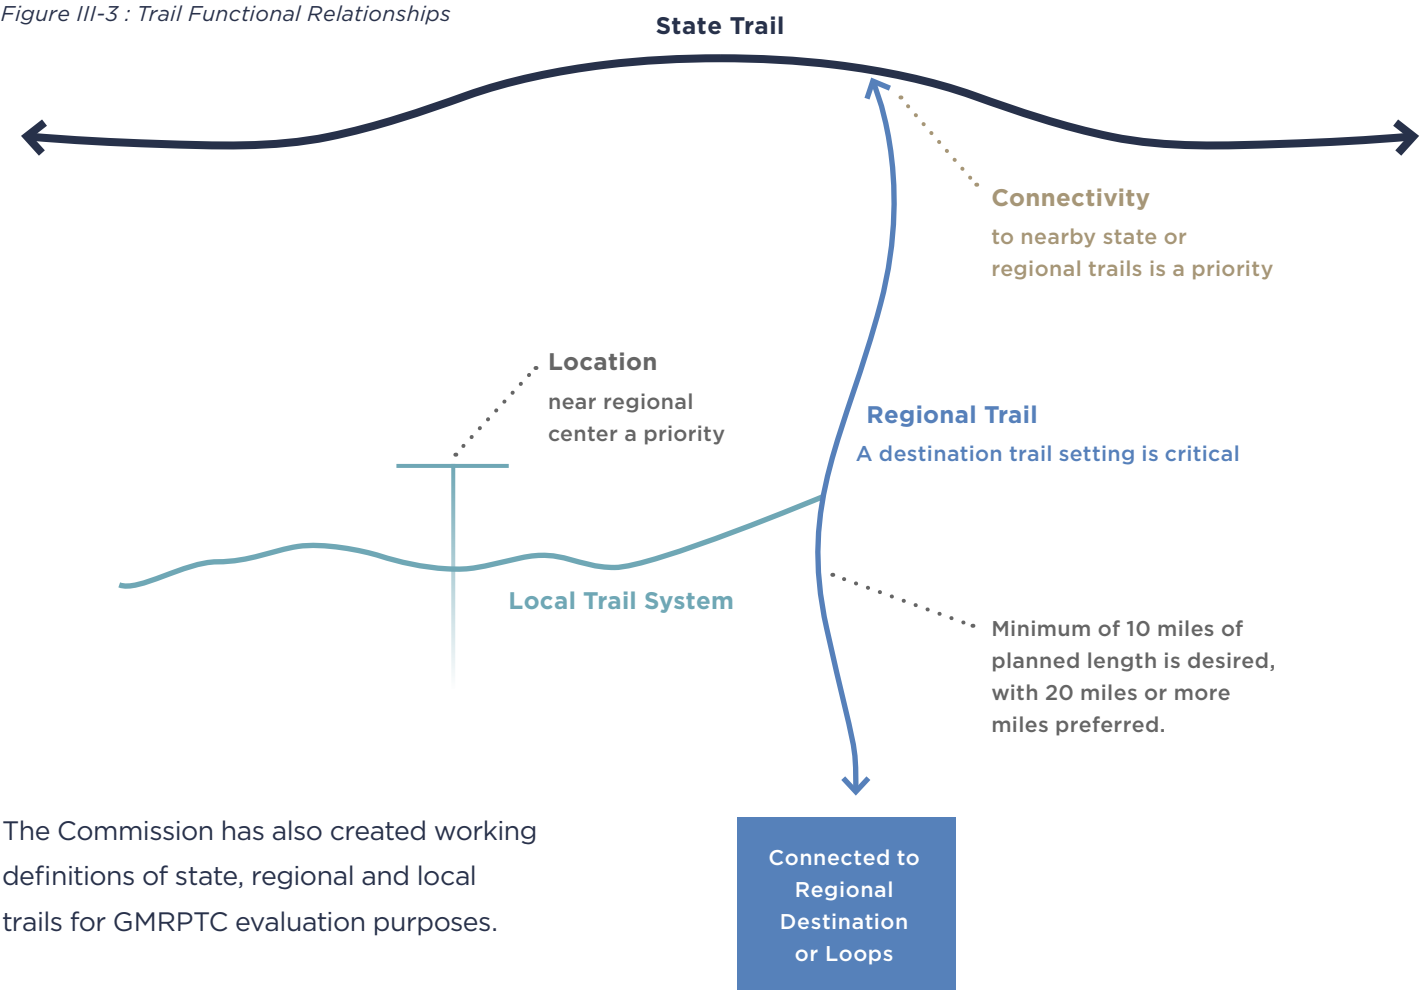 Figure III-3 : Trail Functional Relationships
State Trail
Connectivity
to nearby state or
regional trails is a priority
Location
near regional
center a priority
Regional Trail
A destination trail setting is critical
Local Trail System
Minimum of 10 miles of
planned length is desired,
with 20 miles or more
miles preferred.
The Commission has also created working
definitions of state, regional and local
trails for GMRPTC evaluation purposes.
Connected to
Regional
Destination
or Loops